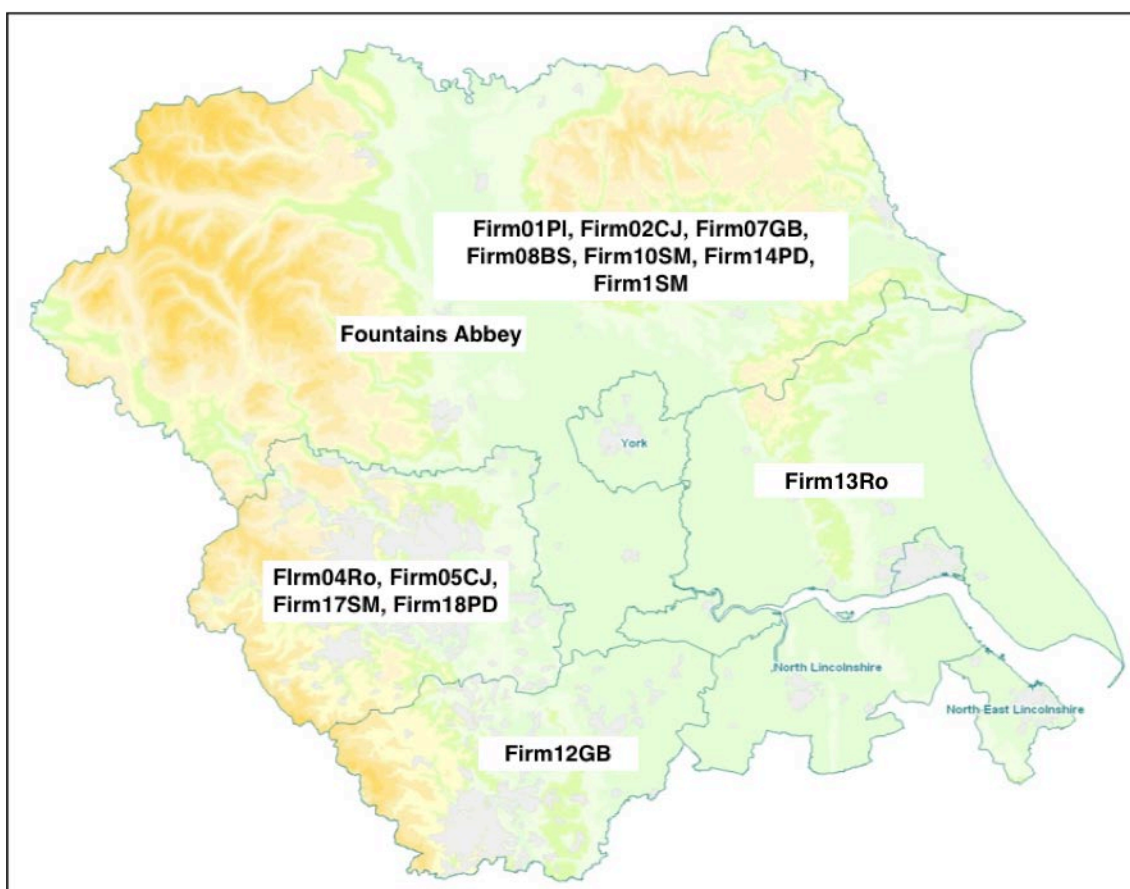 Firm01Pl, Firm02CJ, Firm07GB,
Firm08BS, Firm10SM, Firm14PD,
Firm1SM
Fountains Abbey
York
Firm13Ro
FIrm04Ro, Firm05CJ,
Firm17SM, Firm18PD
North Lincolnshire
North East Lincolnshire
Firm12GB